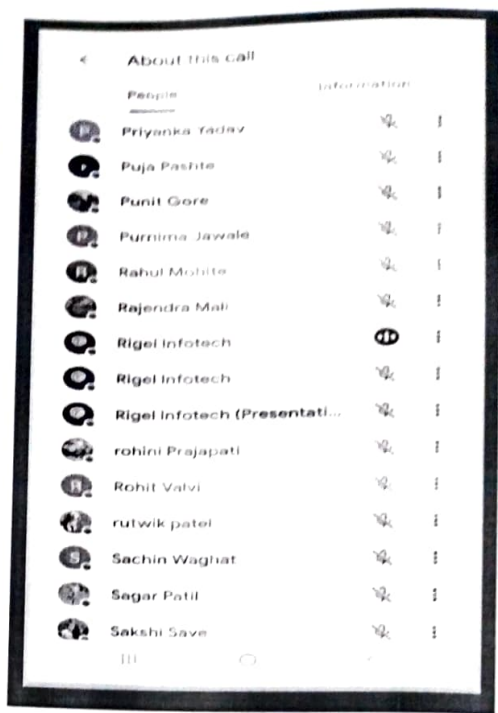 About this call
People
Information
Priyanka Yadav
Puja Pashte
Punit Gore
Purnima Jawale
Rahul Mohite
Rajendra Mali
Rigel Infotech
Rigel Infotech
Rigel Infotech (Presentati...
rohini Prajapati
R Rohit Valvi
rutwik patel
S Sachin Waghat
Sagar Patil
Sakshi Save